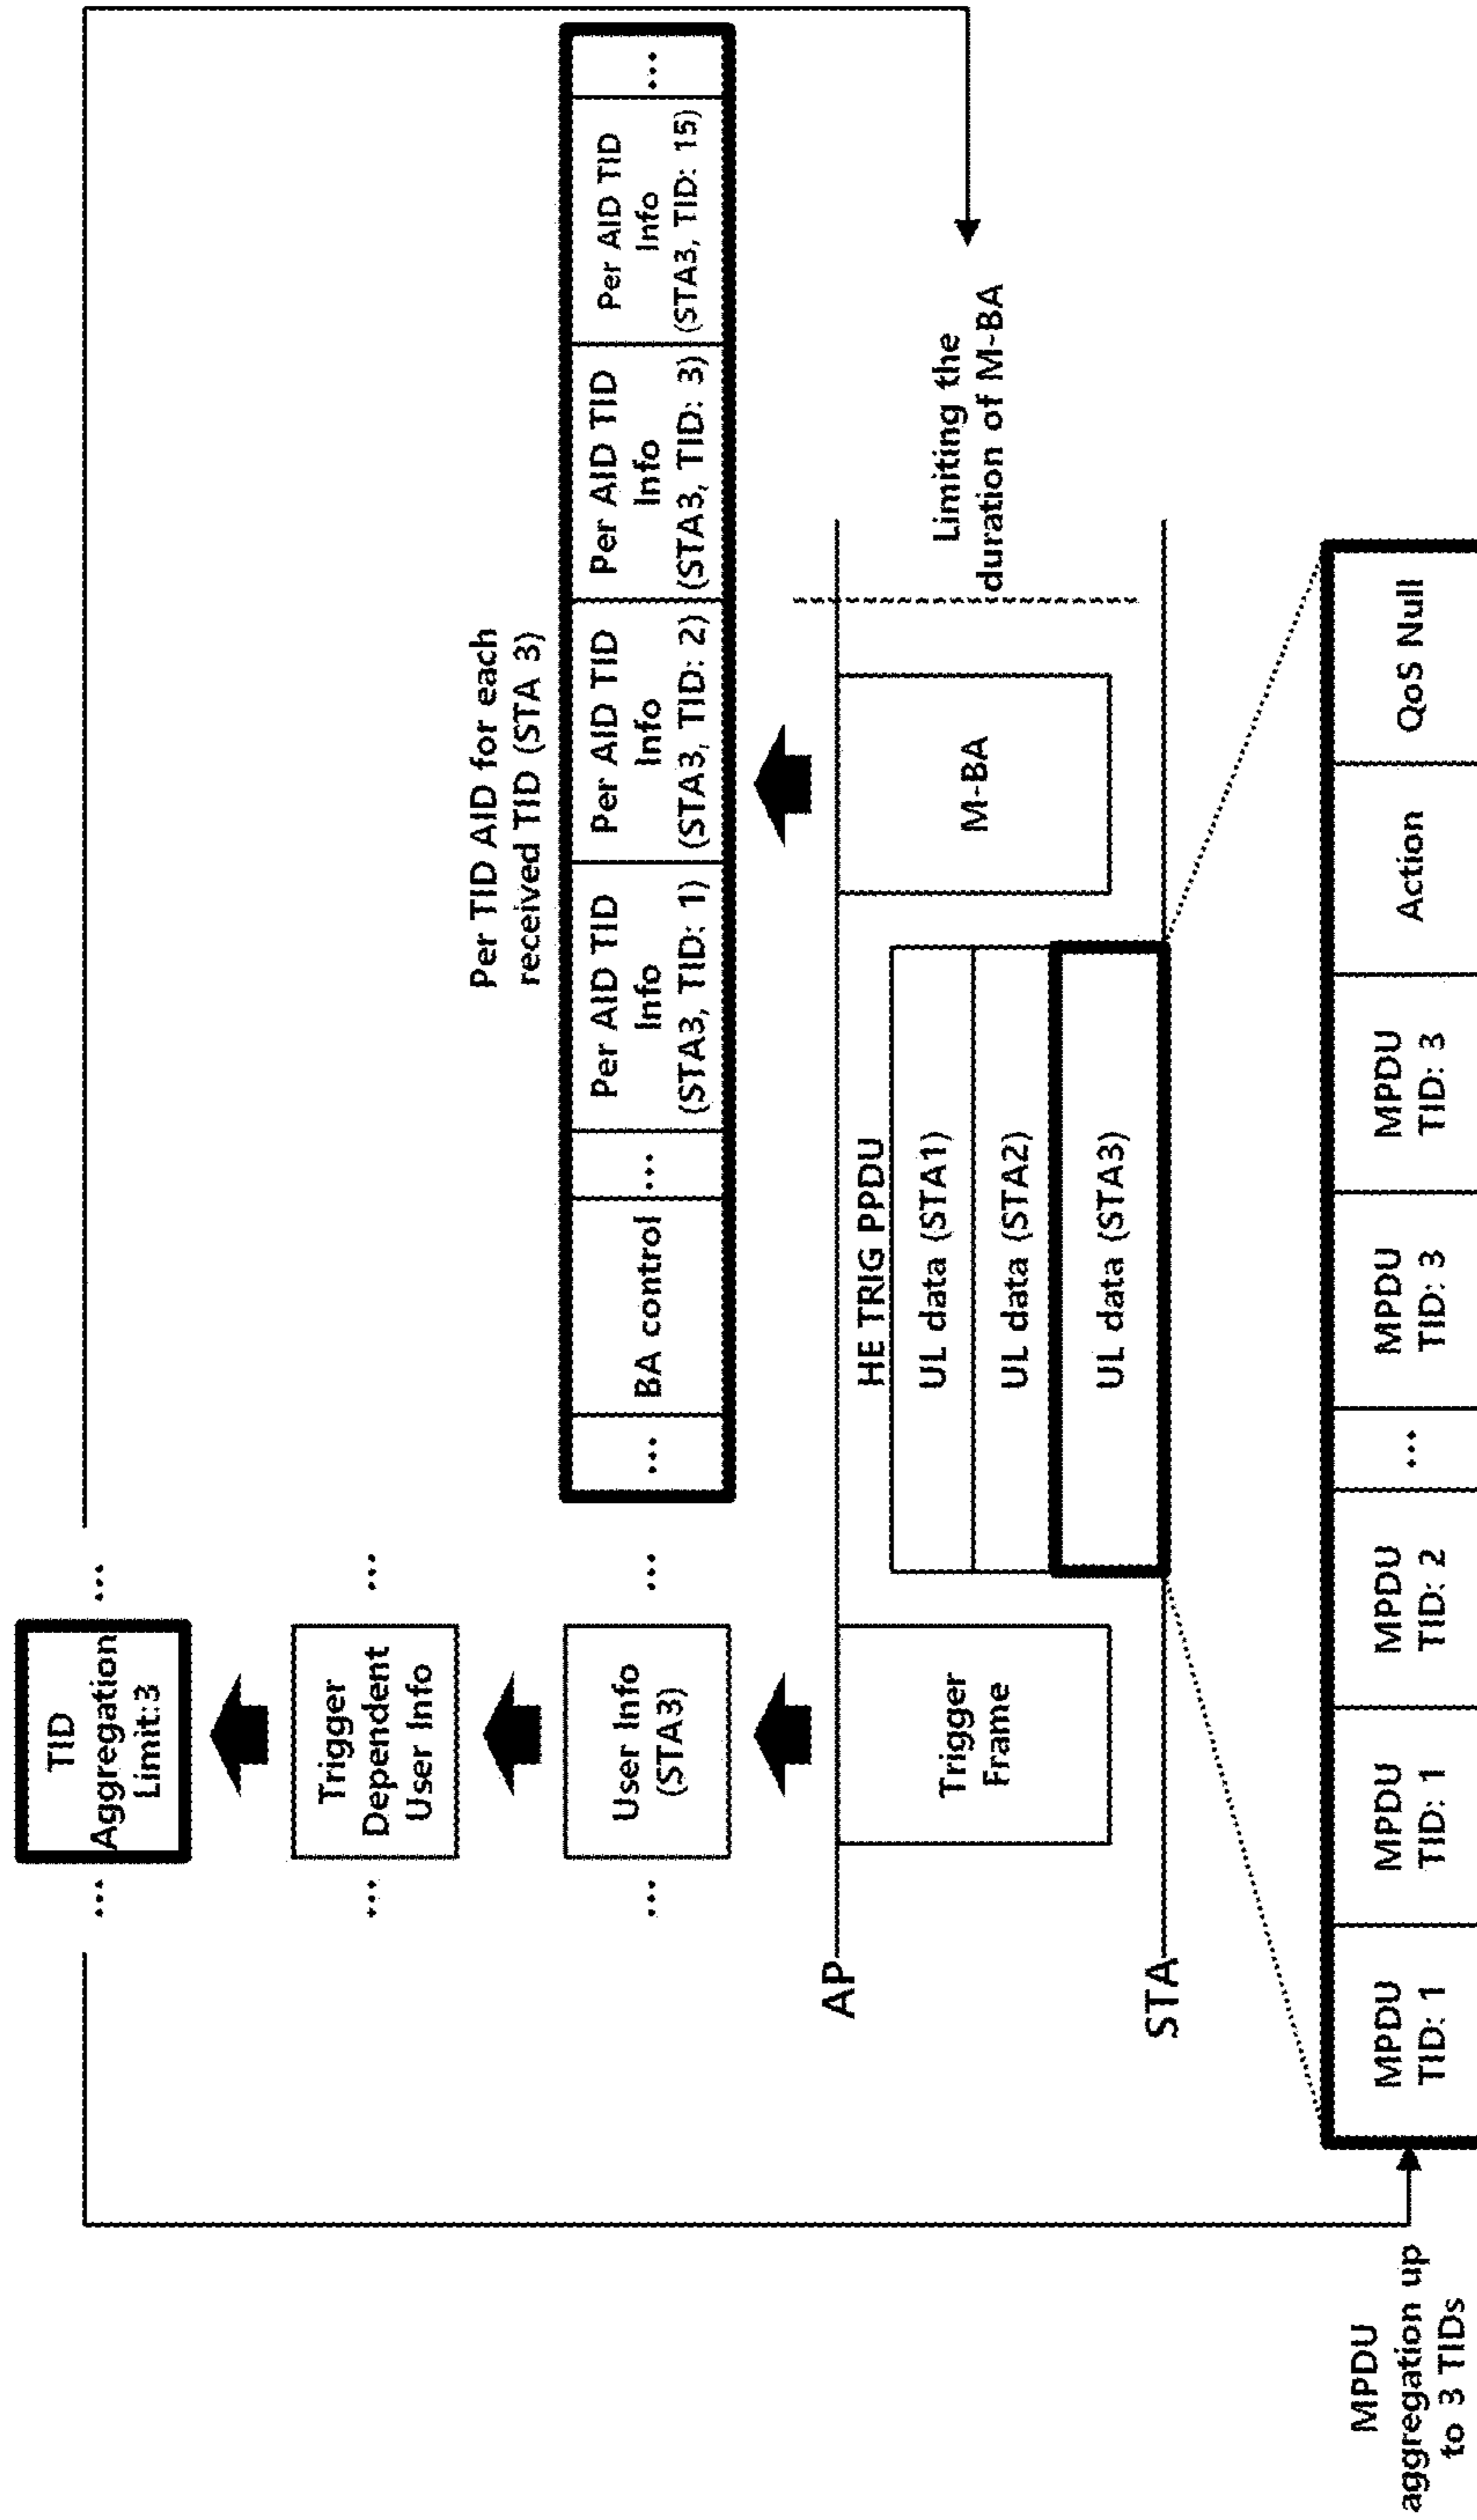 ...
TID
Aggregation
Limit:3
...
...
Trigger
Dependent
User Info
...
Per TID AID for each
received TID (STA 3)
...
User Info
(STA3)
...
...
BA control
...
Per AID TID
Info
(STA3, TID: 1)
Per AID TID
Info
(STA3, TID: 2)
Per AID TID
Info
(STA3, TID: 3)
Per AID TID
Info
(STA3, TID: 15)
...
AP
Trigger
Frame
HE TRIG PPDU
UL data (STA1)
UL data (STA2)
UL data (STA3)
M-BA
Limiting the
duration of M-BA
STA
MPDU
aggregation up
to 3 TIDs
MPDU
TID: 1
MPDU
TID: 1
MPDU
TID: 2
...
MPDU
TID: 3
MPDU
TID: 3
Action
QoS Null